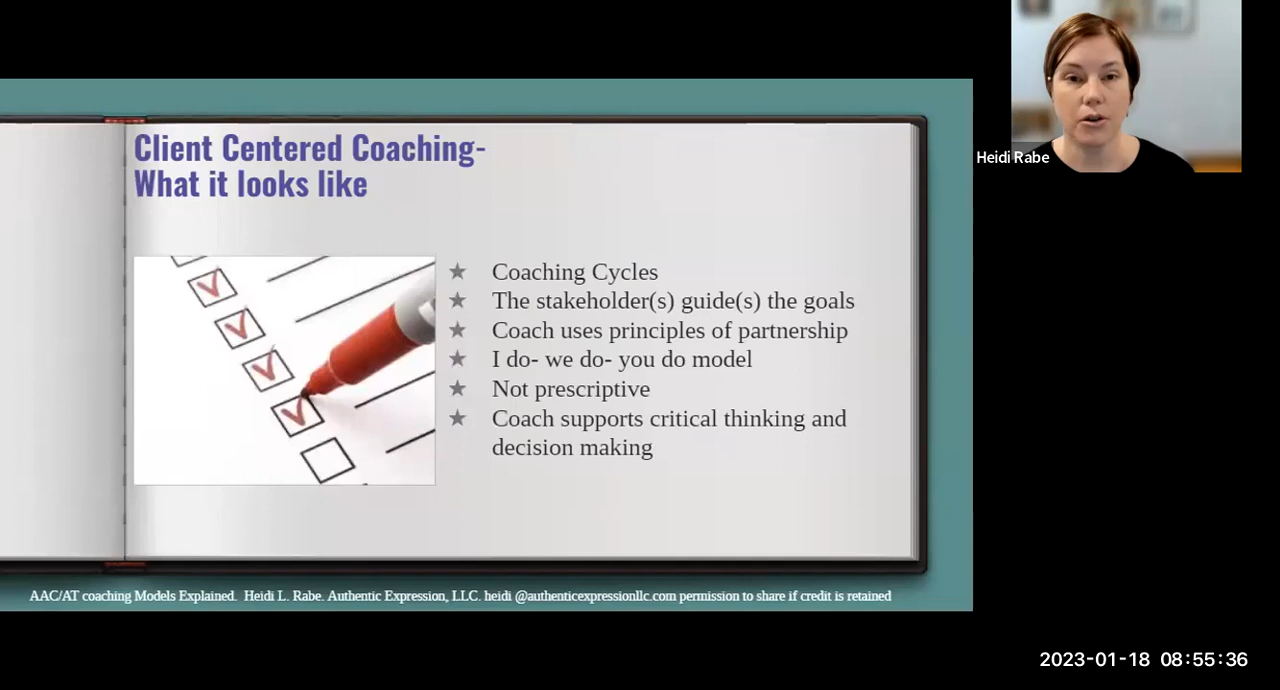 Client Centered Coaching-
What it looks like
★ Coaching Cycles
★ The stakeholder(s) guide(s) the goals
★ Coach uses principles of partnership
★ I do- we do- you do model
★ Not prescriptive
★ Coach supports critical thinking and
decision making
AAC/AT coaching Models Explained. Heidi L. Rabe. Authentic Expression, LLC. heidi @authenticexpressionllc.com permission to share if credit is retained
Heidi Rabe
2023-01-18 08:55:36